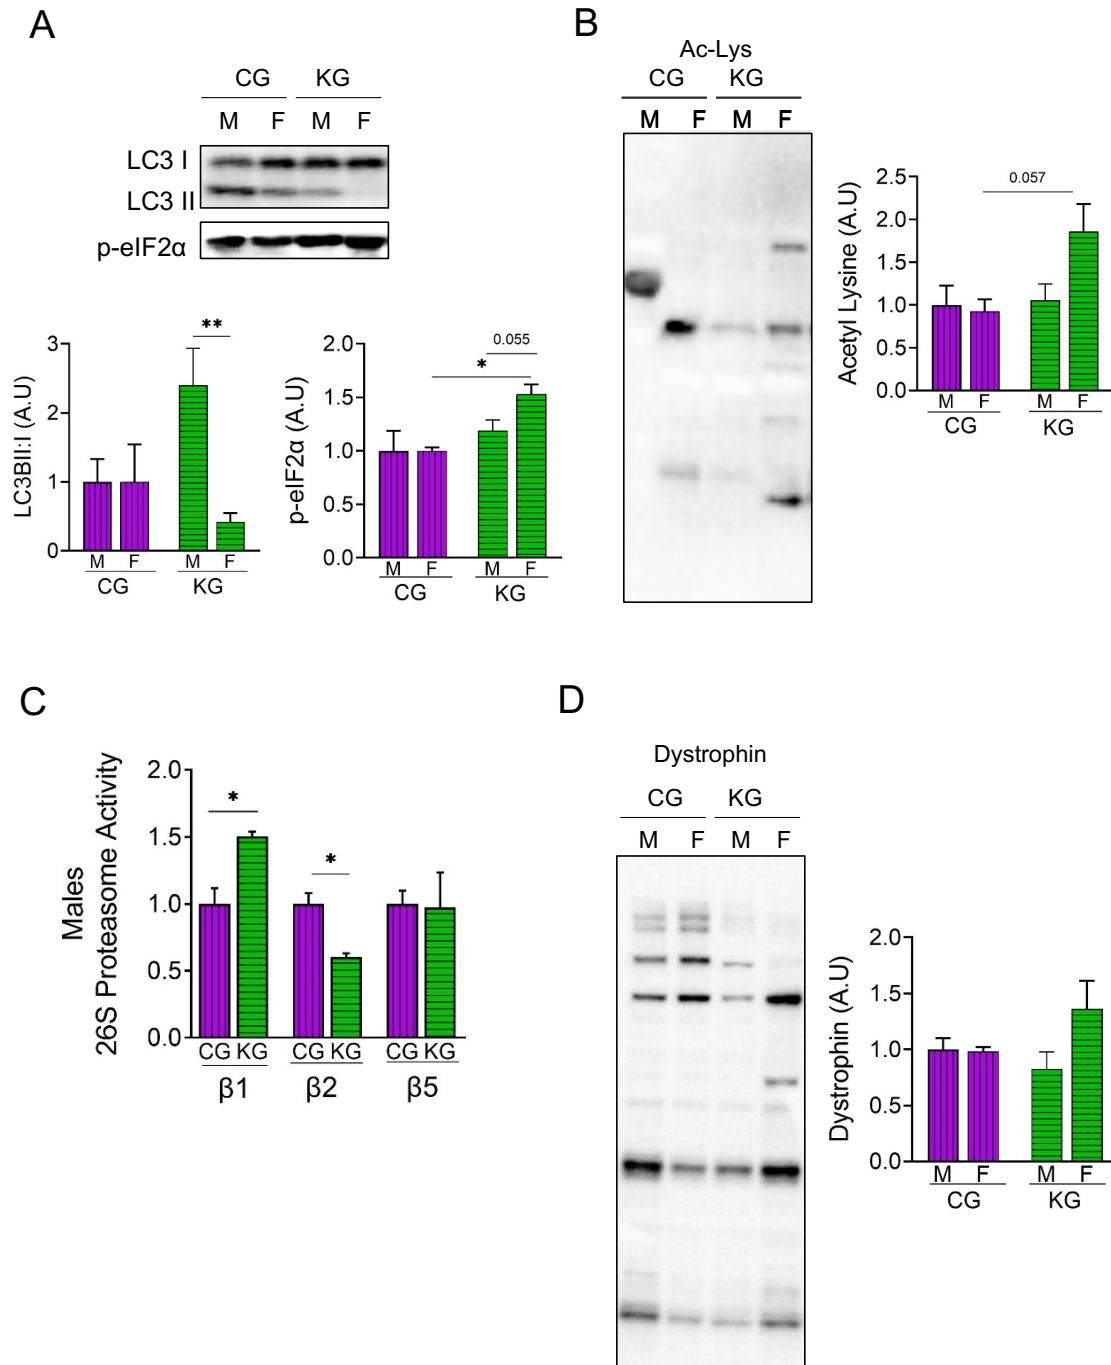 A
CG KG
M F M F
LC3 I
LC3 II
p-eIF2α
LC3BII:I (A.U)
3
2
1
0
**
M F M F
CG KG
p-eIF2α (A.U)
2.0
1.5
1.0
0.5
0.0
0.055
*
M F M F
CG KG
B
Ac-Lys
CG KG
M F M F
Acetyl Lysine (A.U)
2.5
2.0
1.5
1.0
0.5
0.0
0.057
M F M F
CG KG
C
Males
26S Proteasome Activity
2.0
1.5
1.0
0.5
0.0
*
*
CG KG CG KG CG KG
β1 β2 β5
D
Dystrophin
CG KG
M F M F
Dystrophin (A.U)
2.0
1.5
1.0
0.5
0.0
M F M F
CG KG